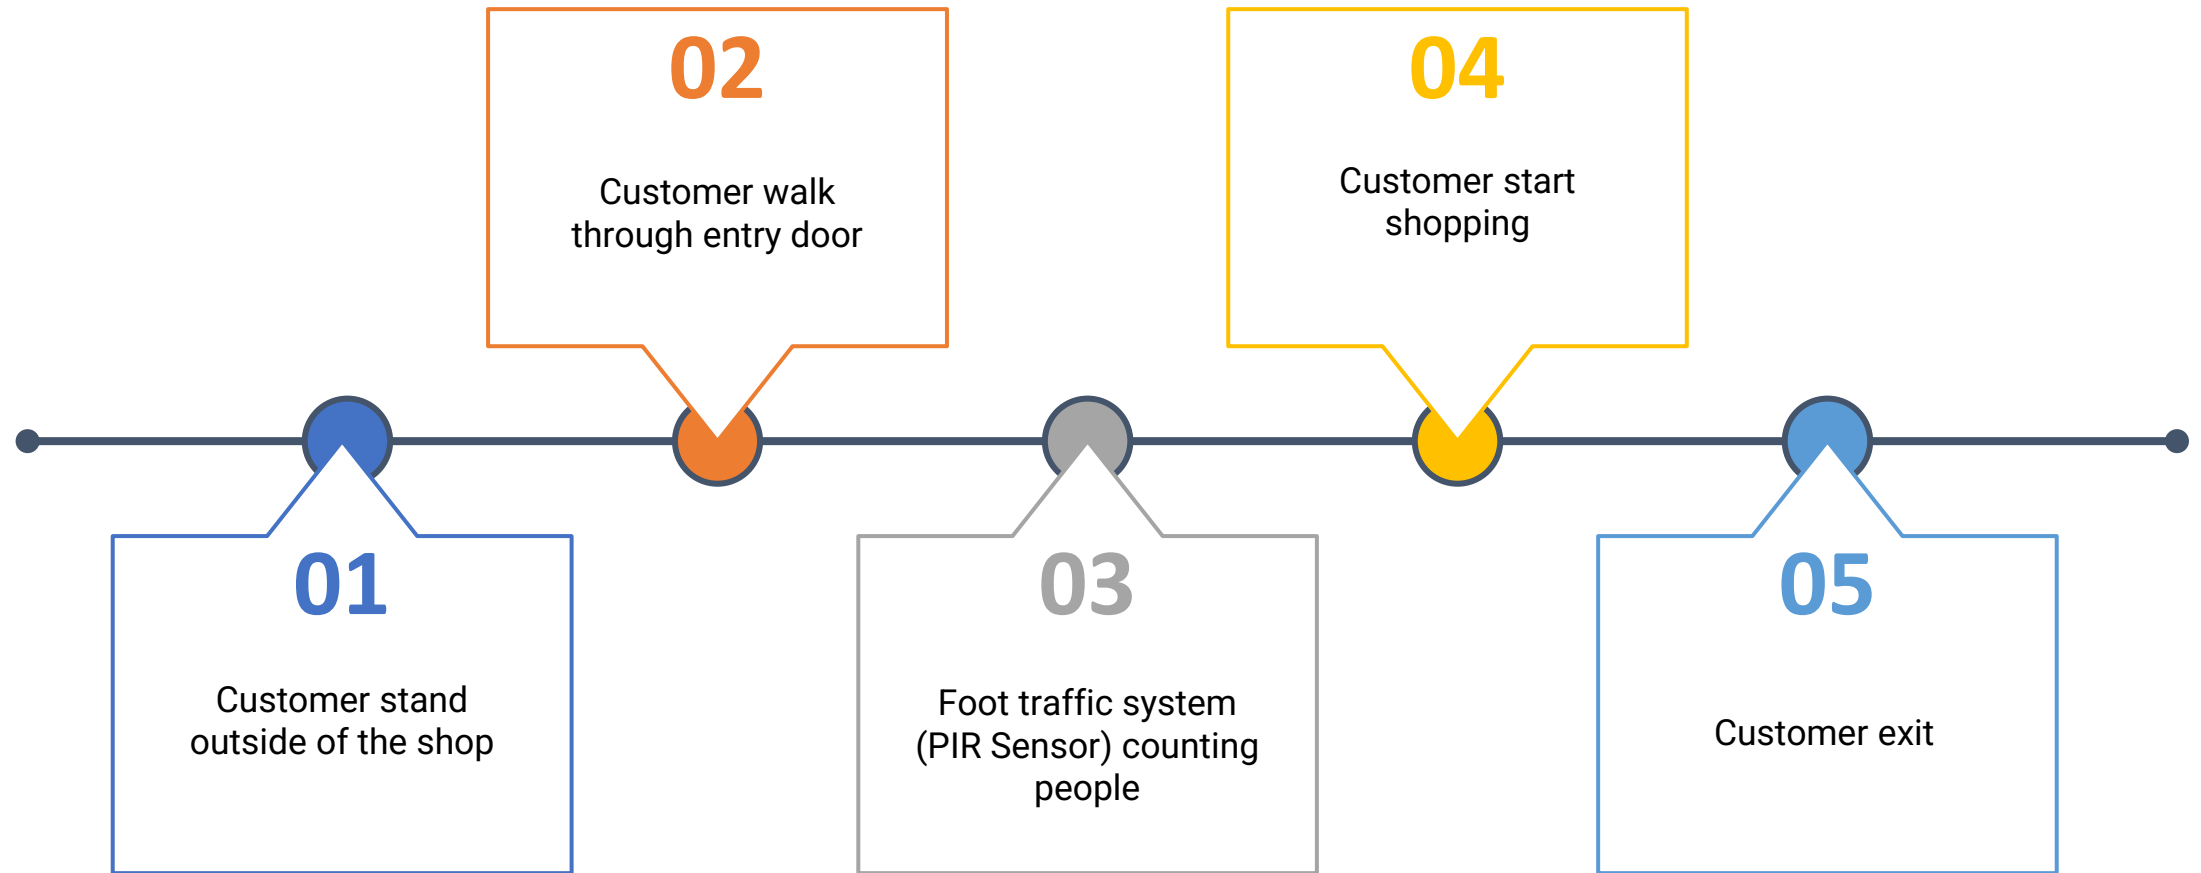 01
Customer stand
outside of the shop
02
Customer walk
through entry door
03
Foot traffic system
(PIR Sensor) counting
people
04
Customer start
shopping
05
Customer exit